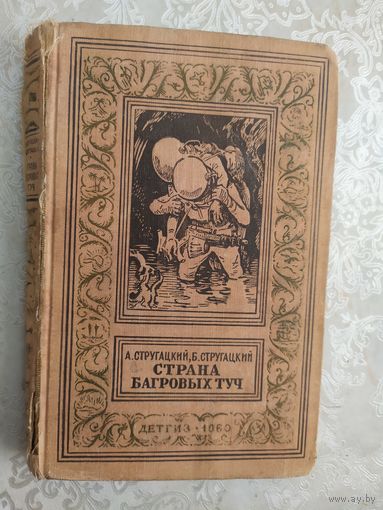 А. СТРУГАЦКИЙ, Б. СТРУГАЦКИЙ
СТРАНА
БАГРОВЫХ ТУЧ
ДЕТГИЗ · 1960
www.ay.by